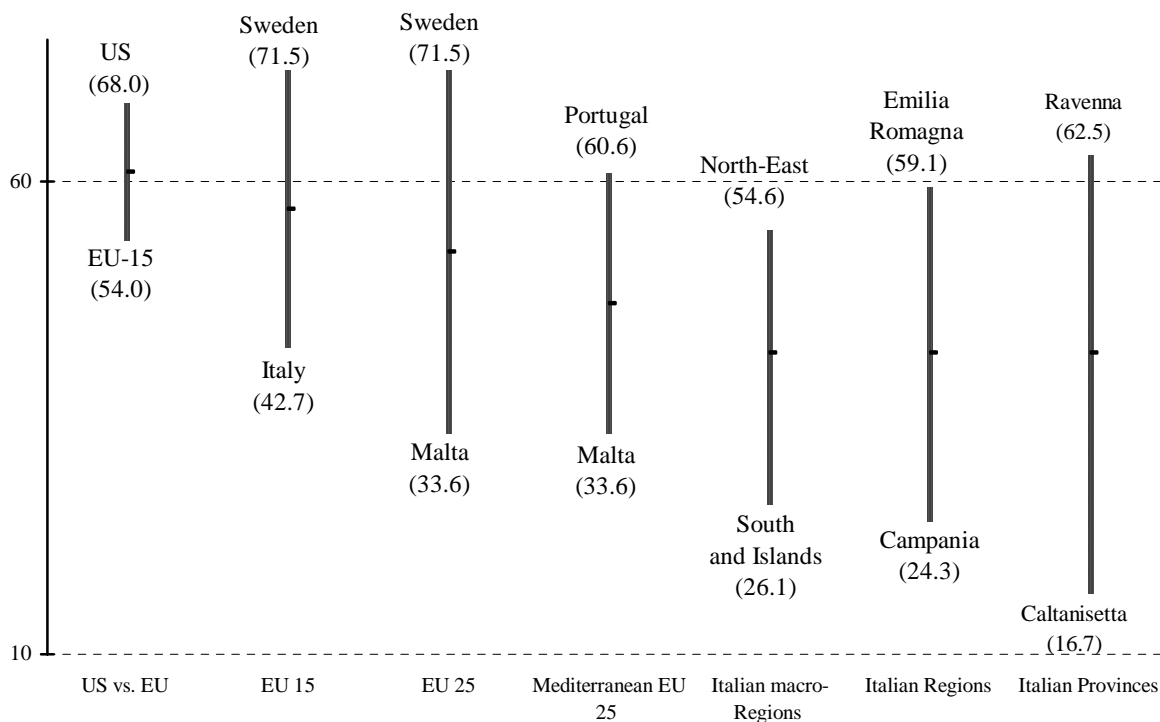 US
(68.0)
EU-15
(54.0)
Sweden
(71.5)
Italy
(42.7)
Sweden
(71.5)
Malta
(33.6)
Portugal
(60.6)
Malta
(33.6)
North-East
(54.6)
South
and Islands
(26.1)
Emilia
Romagna
(59.1)
Campania
(24.3)
Ravenna
(62.5)
Caltanisetta
(16.7)
60
10
US vs. EU
EU 15
EU 25
Mediterranean EU
25
Italian macro-
Regions
Italian Regions
Italian Provinces